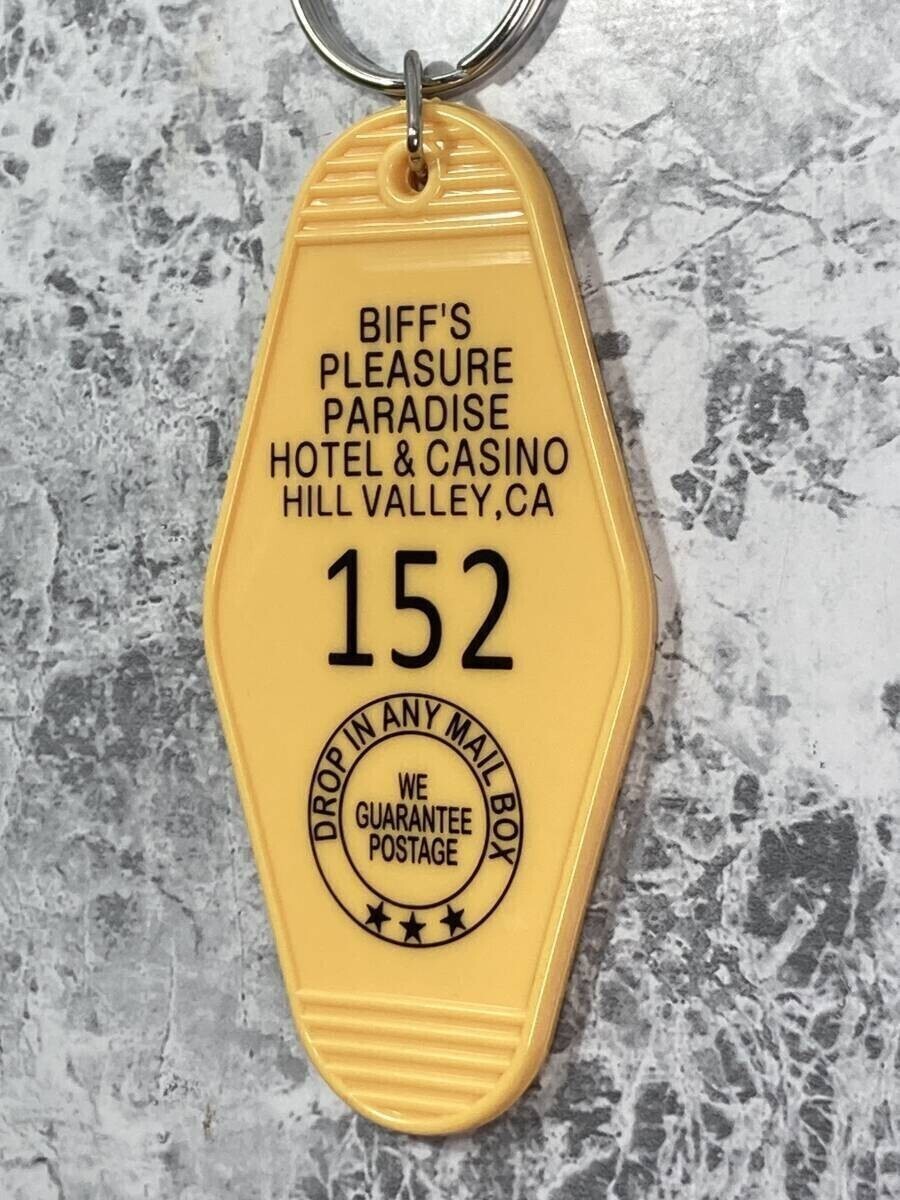 BIFF'S
PLEASURE
PARADISE
HOTEL & CASINO
HILL VALLEY,CA
152
DROP IN ANY MAIL BOX
WE
GUARANTEE
POSTAGE